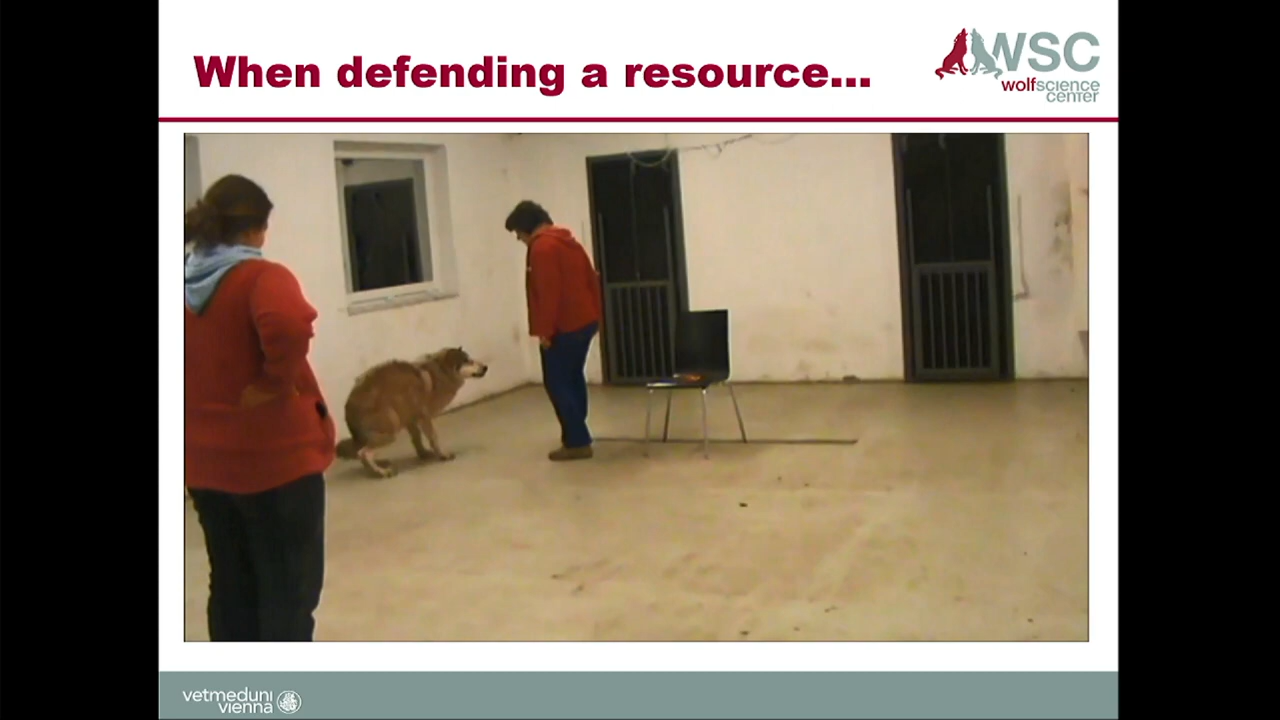 When defending a resource...
WSC
wolfscience
center
vetmeduni
vienna